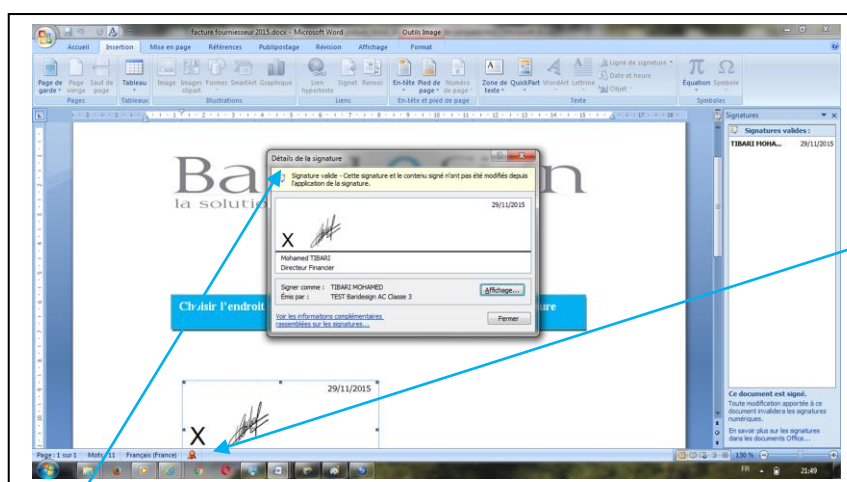 facture fourniesseur 2015.docx - Microsoft Word
Outils Image
Accueil Insertion Mise en page Références Publipostage Révision Affichage Format
Page de garde Page vierge Saut de page Tableau Image Images clipart Formes SmartArt Graphique Lien hypertexte Signet Renvoi En-tête Pied de page Numéro de page Zone de texte QuickPart WordArt Lettrine Ligne de signature Équation Symbole
Date et heure
Objet
Pages Tableaux Illustrations Liens En-tête et pied de page Texte Symboles
Signatures
Signatures valides :
TIBARI MOHA... 29/11/2015
Détails de la signature
Signature valide - Cette signature et le contenu signé n'ont pas été modifiés depuis
l'application de la signature.
la soluti
29/11/2015
X
Mohamed TIBARI
Directeur Financier
Signer comme : TIBARI MOHAMED
Émis par : TEST Baridesign AC Classe 3
Affichage...
Voir les informations complémentaires
rassemblées sur les signatures...
Fermer
Choisir l'endroit
ure
29/11/2015
X
Ce document est signé.
Toute modification apportée à ce
document invalidera les signatures
numériques.
En savoir plus sur les signatures
dans les documents Office...
Page : 1 sur 1 Mots : 11 Français (France) 130 %
FR 21:49